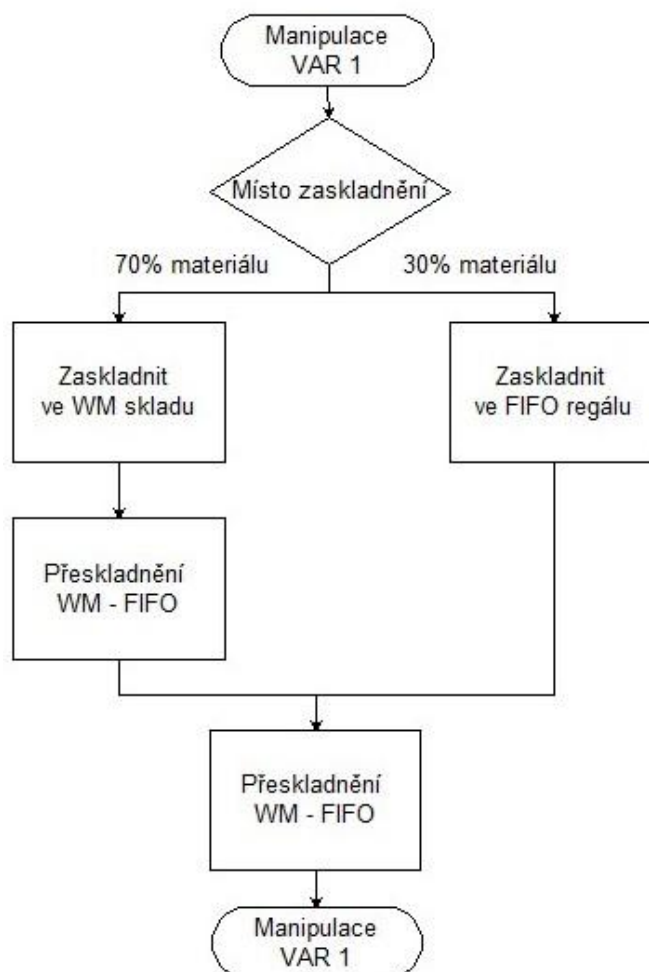 Manipulace
VAR 1
Místo zaskladnění
70% materiálu
30% materiálu
Zaskladnit
ve WM skladu
Zaskladnit
ve FIFO regálu
Přeskladnění
WM - FIFO
Přeskladnění
WM - FIFO
Manipulace
VAR 1